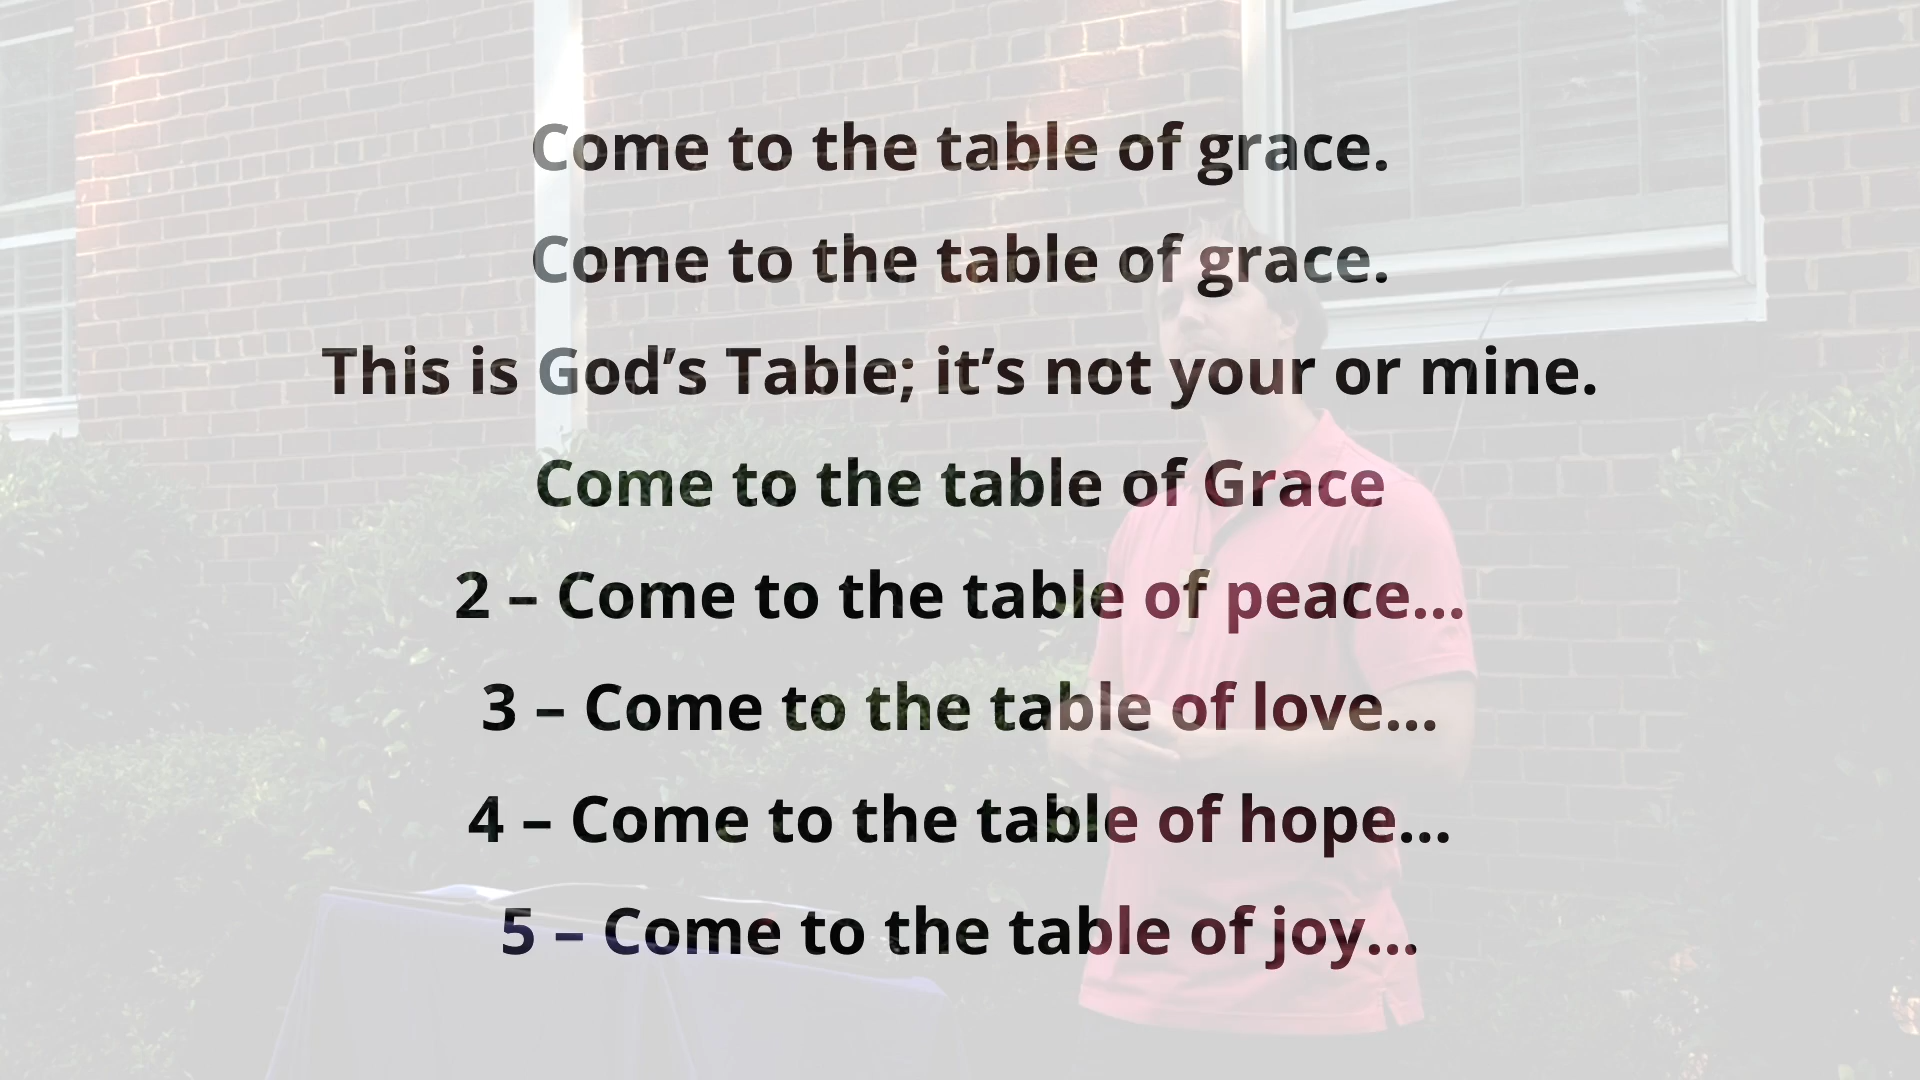 Come to the table of grace.
Come to the table of grace.
This is God’s Table; it’s not your or mine.
Come to the table of Grace
2 – Come to the table of peace…
3 – Come to the table of love…
4 – Come to the table of hope…
5 – Come to the table of joy…